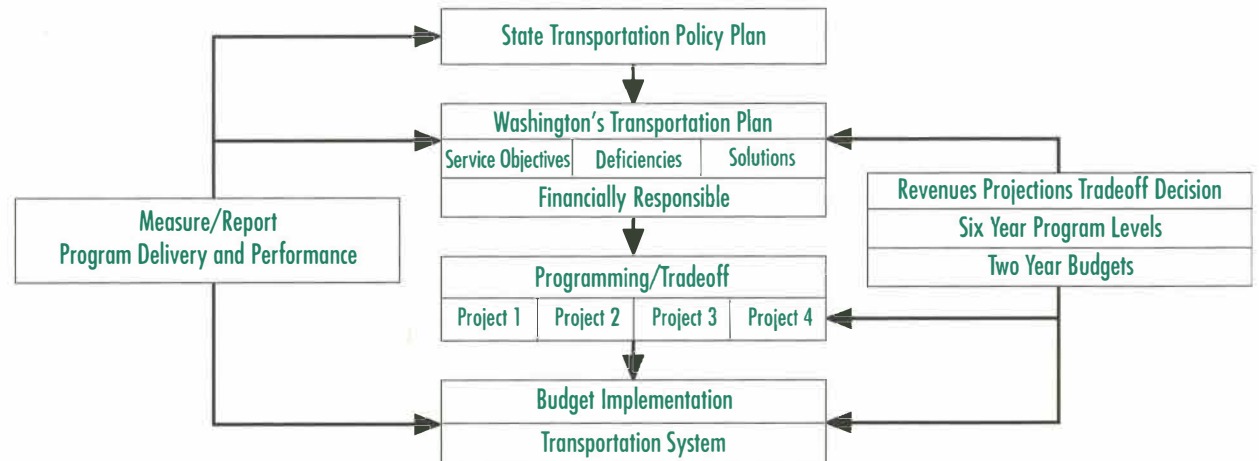 State Transportation Policy Plan
Washington's Transportation Plan
Service Objectives
Deficiencies
Solutions
Financially Responsible
Measure/Report
Program Delivery and Performance
Revenues Projections Tradeoff Decision
Six Year Program Levels
Two Year Budgets
Programming/Tradeoff
Project 1
Project 2
Project 3
Project 4
Budget Implementation
Transportation System